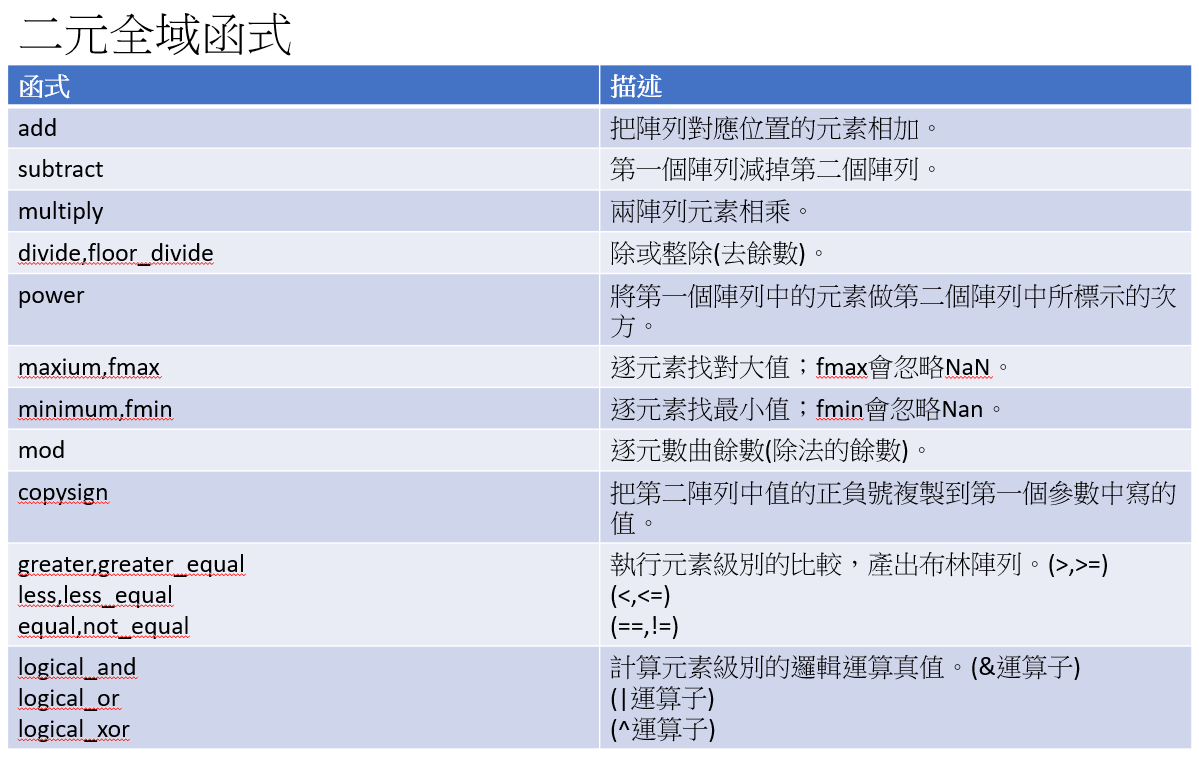 二元全域函式
函式 描述
add 把陣列對應位置的元素相加。
subtract 第一個陣列減掉第二個陣列。
multiply 兩陣列元素相乘。
divide,floor_divide 除或整除(去餘數)。
power 將第一個陣列中的元素做第二個陣列中所標示的次
方。
maxium,fmax 逐元素找對大值；fmax會忽略NaN。
minimum,fmin 逐元素找最小值；fmin會忽略Nan。
mod 逐元數曲餘數(除法的餘數)。
copysign 把第二陣列中值的正負號複製到第一個參數中寫的
值。
greater,greater_equal 執行元素級別的比較，產出布林陣列。(>,>=)
less,less_equal (<,<=)
equal,not_equal (==,!=)
logical_and 計算元素級別的邏輯運算真值。(&運算子)
logical_or (|運算子)
logical_xor (^運算子)